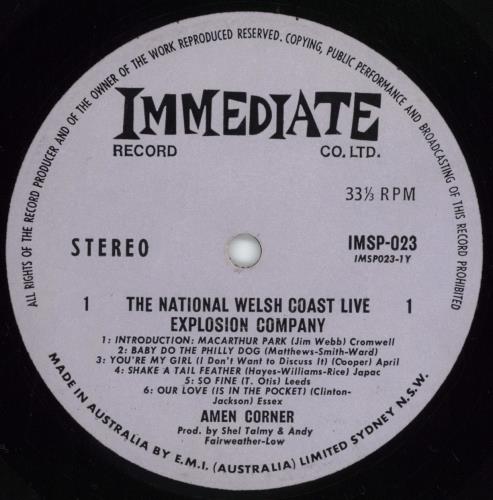 ALL RIGHTS OF THE RECORD PRODUCER AND OF THE OWNER OF THE WORK REPRODUCED RESERVED. COPYING, PUBLIC PERFORMANCE AND BROADCASTING OF THIS RECORD PROHIBITED
IMMEDIATE
RECORD CO. LTD.
33⅓ RPM
STEREO IMSP-023
IMSP023-1Y
1 THE NATIONAL WELSH COAST LIVE 1
EXPLOSION COMPANY
1: INTRODUCTION: MACARTHUR PARK (Jim Webb) Cromwell
2: BABY DO THE PHILLY DOG (Matthews-Smith-Ward)
3: YOU'RE MY GIRL (I Don't Want to Discuss It) (Cooper) April
4: SHAKE A TAIL FEATHER (Hayes-Williams-Rice) Japac
5: SO FINE (T. Otis) Leeds
6: OUR LOVE (IS IN THE POCKET) (Clinton-
Jackson) Essex
AMEN CORNER
Prod. by Shel Talmy & Andy
Fairweather-Low
MADE IN AUSTRALIA BY E.M.I. (AUSTRALIA) LIMITED SYDNEY N.S.W.